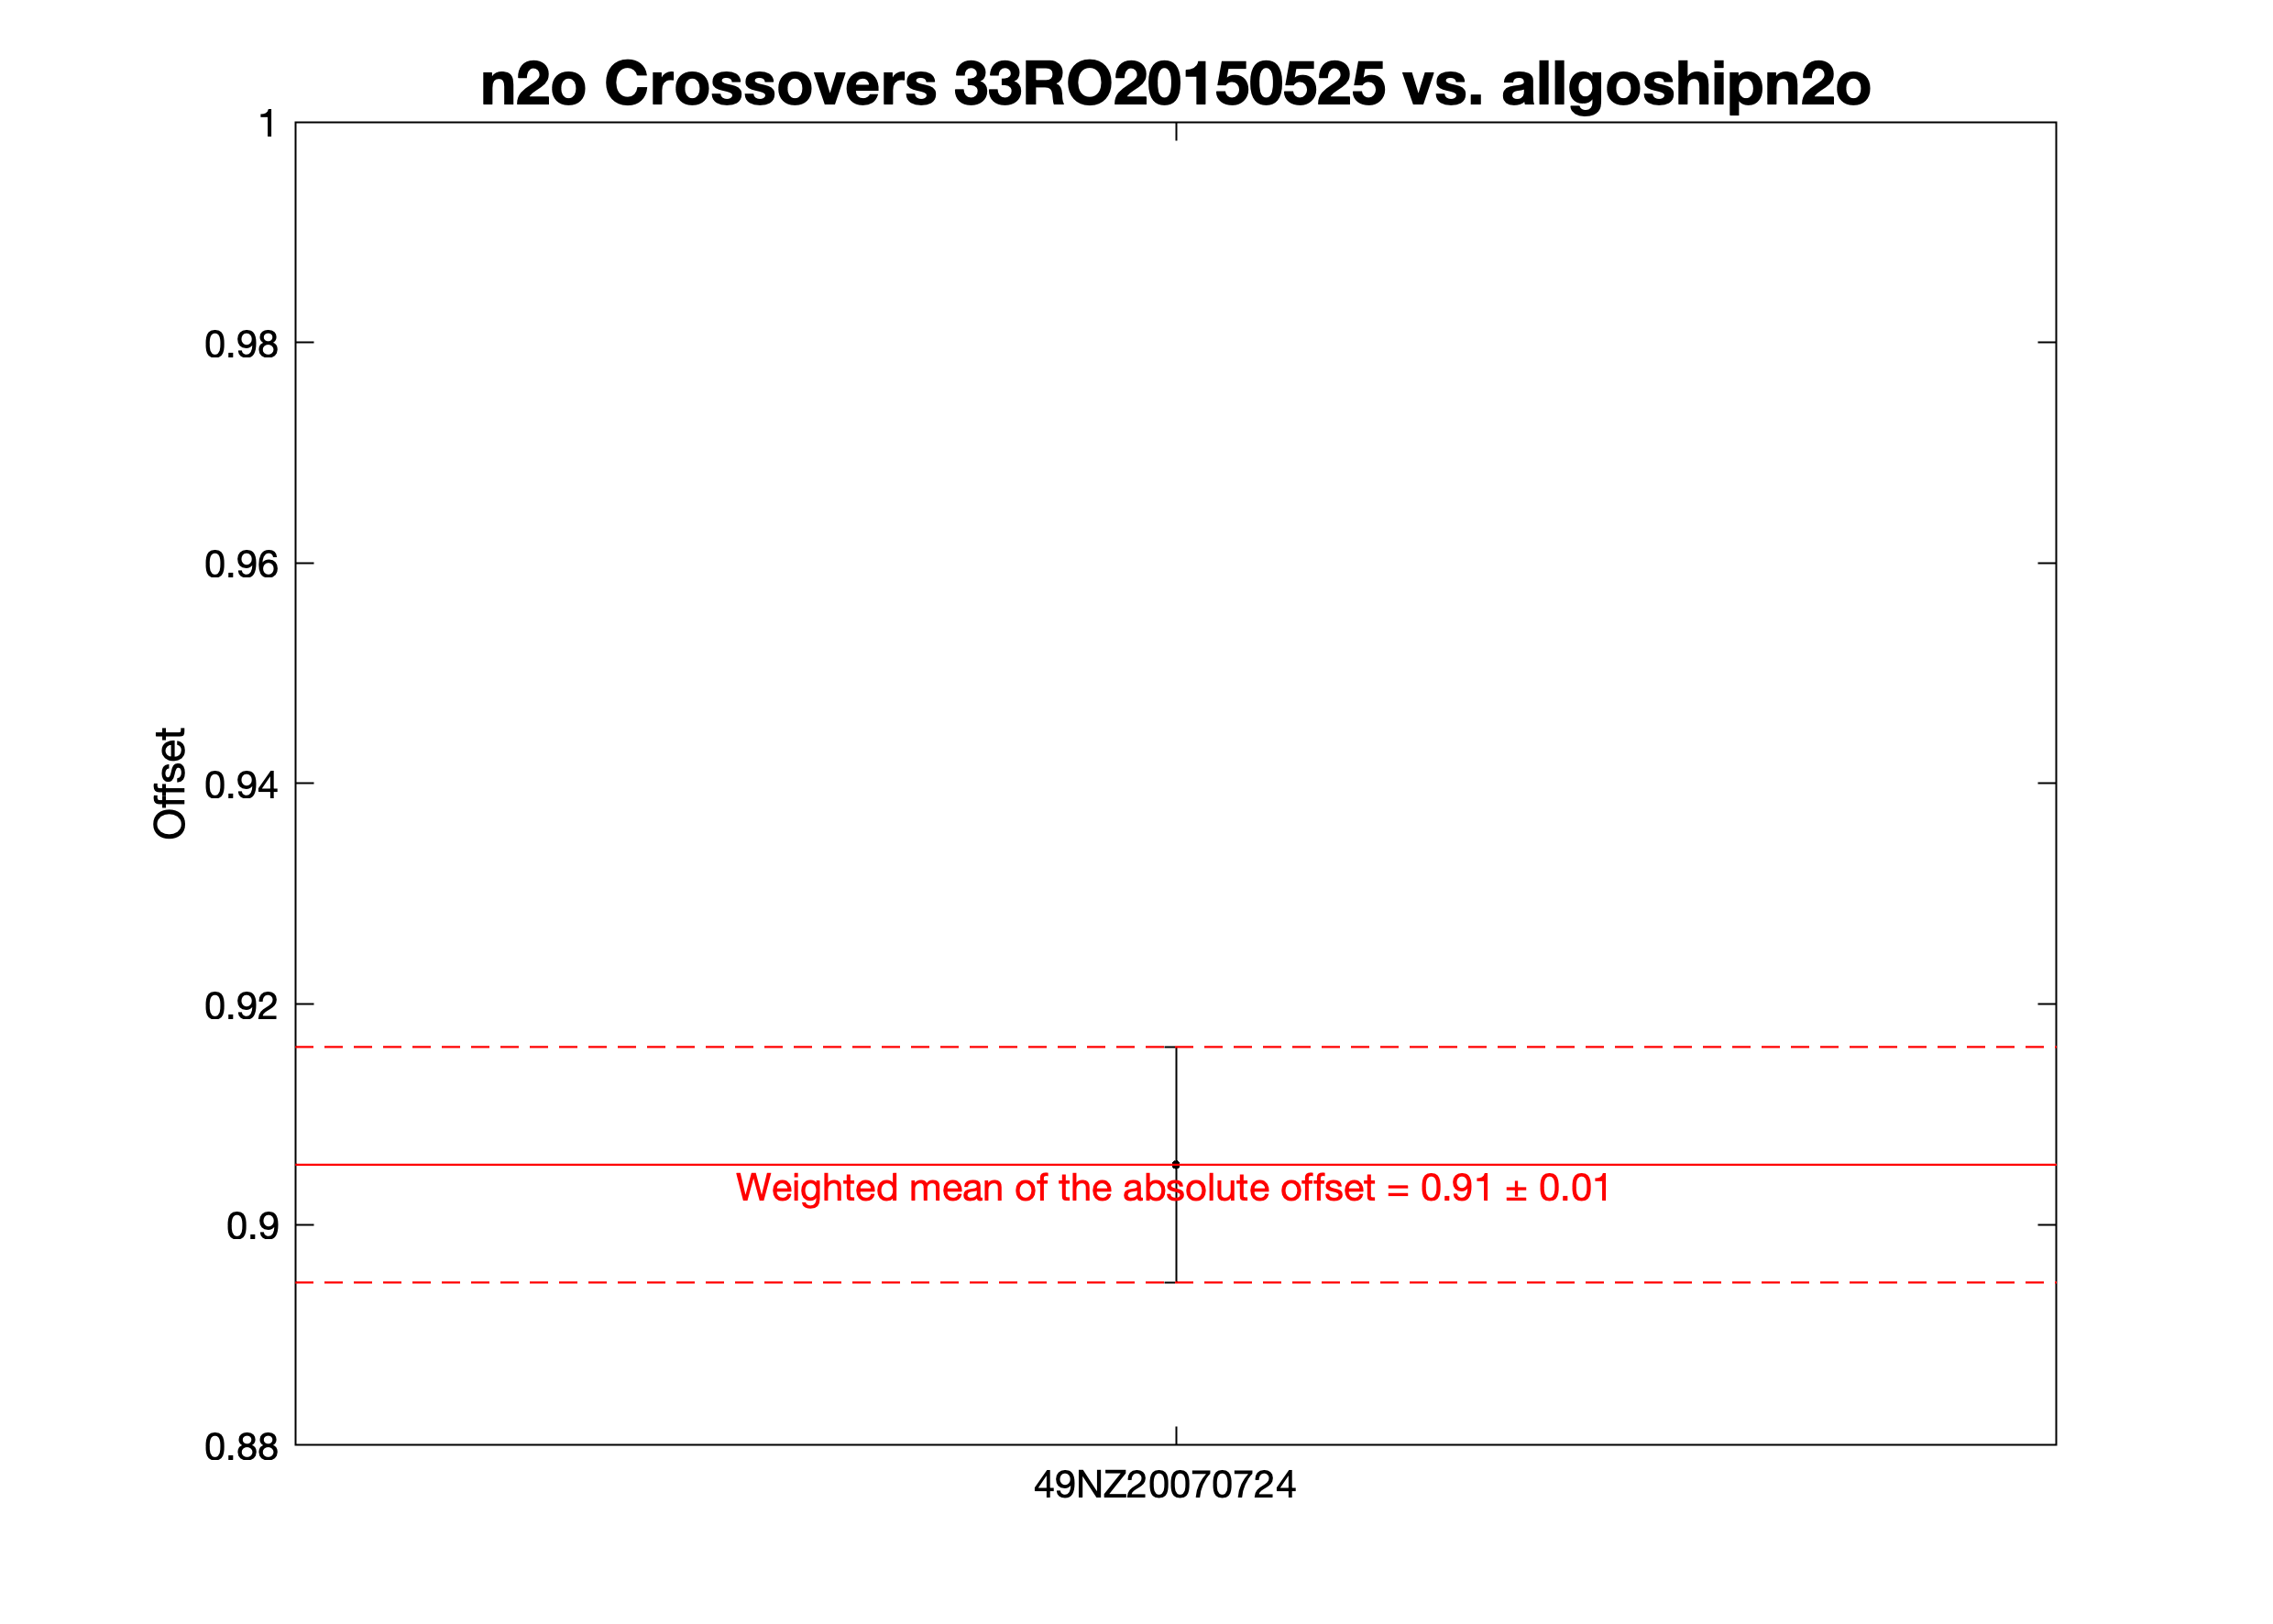 n2o Crossovers 33RO20150525 vs. allgoshipn2o
1
0.98
0.96
0.94
0.92
0.9
0.88
Offset
Weighted mean of the absolute offset = 0.91 ± 0.01
49NZ20070724